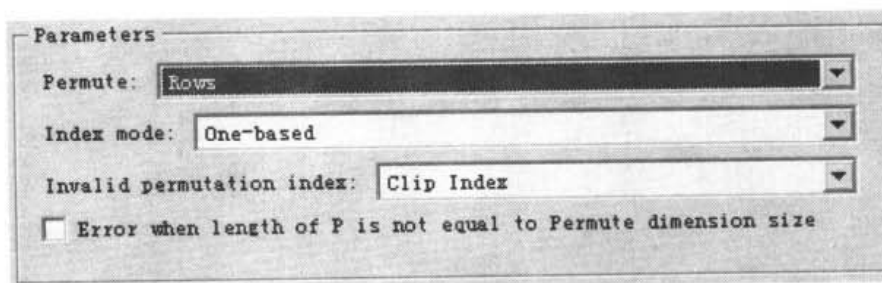 Parameters
Permute: Rows
Index mode: One-based
Invalid permutation index: Clip Index
Error when length of P is not equal to Permute dimension size